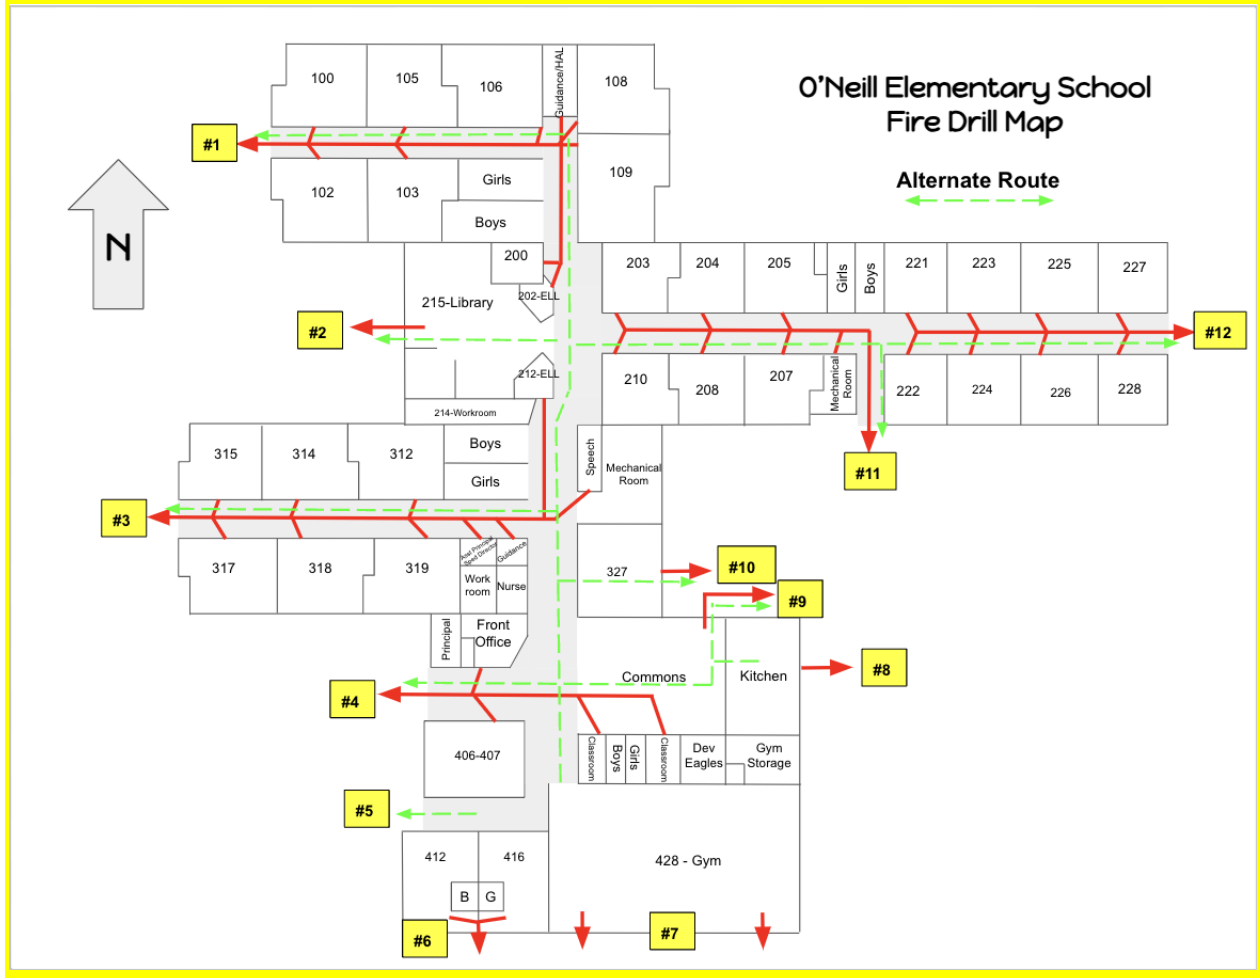 O'Neill Elementary School
Fire Drill Map
Alternate Route
N
100
105
106
Guidance/HAL
108
#1
102
103
Girls
Boys
109
200
202-ELL
215-Library
#2
203
204
205
Girls
Boys
221
223
225
227
#12
212-ELL
214-Workroom
210
208
207
Mechanical
Room
222
224
226
228
#11
315
314
312
Boys
Girls
Speech
Mechanical
Room
#3
317
318
319
Asst Principal
Sped Director
Guidance
Work
room
Nurse
327
#10
#9
Principal
Front
Office
Commons
Kitchen
#8
#4
406-407
Classroom
Boys
Girls
Classroom
Dev
Eagles
Gym
Storage
#5
412
416
B
G
428 - Gym
#6
#7